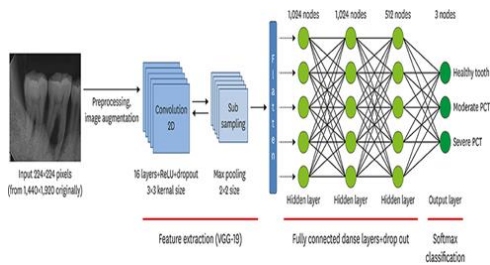 1,024 nodes
1,024 nodes
512 nodes
3 nodes
Preprocessing,
image augmentation
Convolution
2D
Sub
sampling
Flatten
Healthy tooth
Moderate PCT
Severe PCT
Input 224×224 pixels
(from 1,440×1,920 originally)
16 layers+ReLU+dropout
3×3 kernal size
Max pooling
2×2 size
Hidden layer
Hidden layer
Hidden layer
Output layer
Feature extraction (VGG-19)
Fully connected danse layers+drop out
Softmax
classification